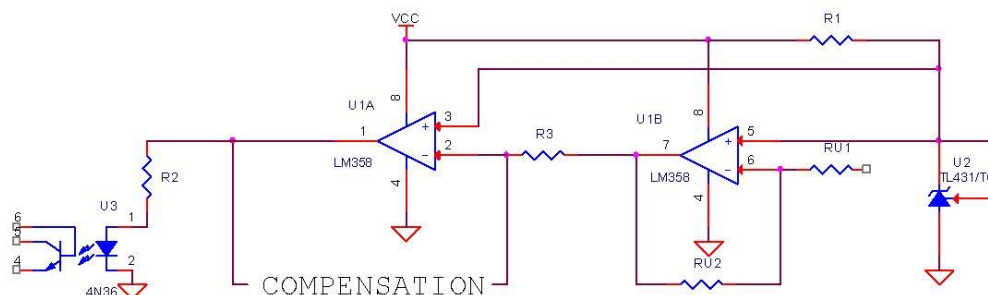 VCC
R1
8
U1A
3
+
1
2
-
LM358
4
R3
8
U1B
5
+
7
6
-
LM358
4
RU1
U2
TL431/TO
R2
U3
6
5
4
1
2
4N36
RU2
COMPENSATION